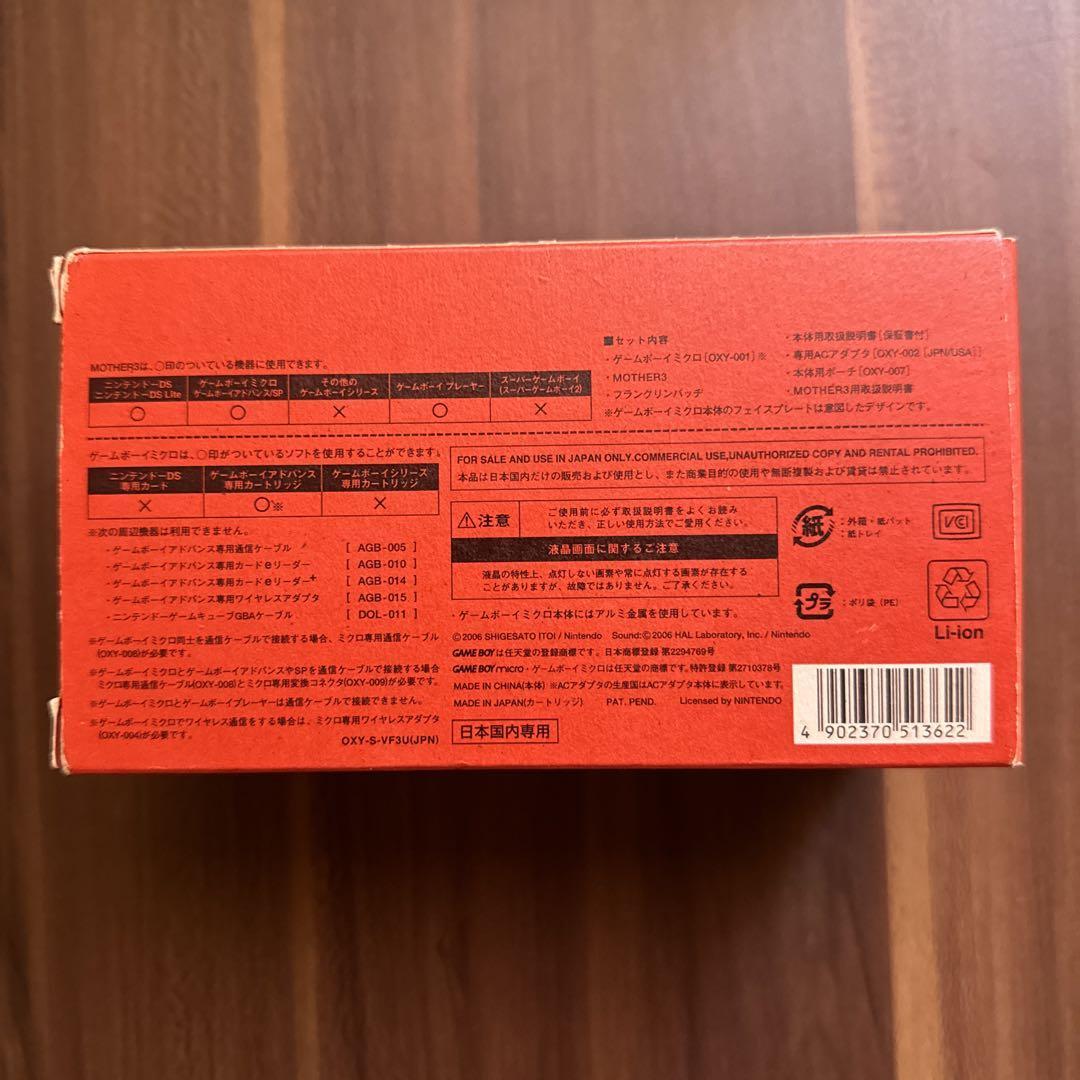 MOTHER3は、○印のついている機器に使用できます。
ニンテンドーDS
ニンテンドーDS Lite
ゲームボーイミクロ
ゲームボーイアドバンス/SP
その他の
ゲームボーイシリーズ
ゲームボーイプレーヤー
スーパーゲームボーイ
(スーパーゲームボーイ2)
○ ○ × ○ ×
■セット内容
・ゲームボーイミクロ[OXY-001]※
・MOTHER3
・フランクリンバッヂ
・本体用取扱説明書[保証書付]
・専用ACアダプタ[OXY-002 [JPN/USA]]
・本体用ポーチ[OXY-007]
・MOTHER3用取扱説明書
※ゲームボーイミクロ本体のフェイスプレートは意図したデザインです。
ゲームボーイミクロは、○印がついているソフトを使用することができます。
ニンテンドーDS
専用カード
ゲームボーイアドバンス
専用カートリッジ
ゲームボーイシリーズ
専用カートリッジ
× ○※ ×
※次の周辺機器は利用できません。
・ゲームボーイアドバンス専用通信ケーブル [ AGB-005 ]
・ゲームボーイアドバンス専用カードeリーダー [ AGB-010 ]
・ゲームボーイアドバンス専用カードeリーダー+ [ AGB-014 ]
・ゲームボーイアドバンス専用ワイヤレスアダプタ [ AGB-015 ]
・ニンテンドーゲームキューブGBAケーブル [ DOL-011 ]
※ゲームボーイミクロ同士を通信ケーブルで接続する場合、ミクロ専用通信ケーブル
(OXY-008)が必要です。
※ゲームボーイミクロとゲームボーイアドバンスやSPを通信ケーブルで接続する場合
ミクロ専用通信ケーブル(OXY-008)とミクロ専用変換コネクタ(OXY-009)が必要です。
※ゲームボーイミクロとゲームボーイプレーヤーは通信ケーブルで接続できません。
※ゲームボーイミクロでワイヤレス通信をする場合は、ミクロ専用ワイヤレスアダプタ
(OXY-004)が必要です。
OXY-S-VF3U(JPN)
FOR SALE AND USE IN JAPAN ONLY.COMMERCIAL USE,UNAUTHORIZED COPY AND RENTAL PROHIBITED.
本品は日本国内だけの販売および使用とし、また商業目的の使用や無断複製および賃貸は禁止されています。
⚠注意
ご使用前に必ず取扱説明書をよくお読み
いただき、正しい使用方法でご愛用ください。
液晶画面に関するご注意
液晶の特性上、点灯しない画素や常に点灯する画素が存在する
ことがありますが、故障ではありません。ご了承ください。
・ゲームボーイミクロ本体にはアルミ金属を使用しています。
©2006 SHIGESATO ITOI / Nintendo Sound:©2006 HAL Laboratory, Inc. / Nintendo
GAME BOY は任天堂の登録商標です。日本商標登録 第2294769号
GAME BOY micro・ゲームボーイミクロは任天堂の商標です。特許登録 第2710378号
MADE IN CHINA(本体) ※ACアダプタの生産国はACアダプタ本体に表示しています。
MADE IN JAPAN(カートリッジ) PAT. PEND. Licensed by NINTENDO
日本国内専用
紙
:外箱・紙パット
:紙トレイ
プラ
:ポリ袋(PE)
VCI
Li-ion
4 902370 513622